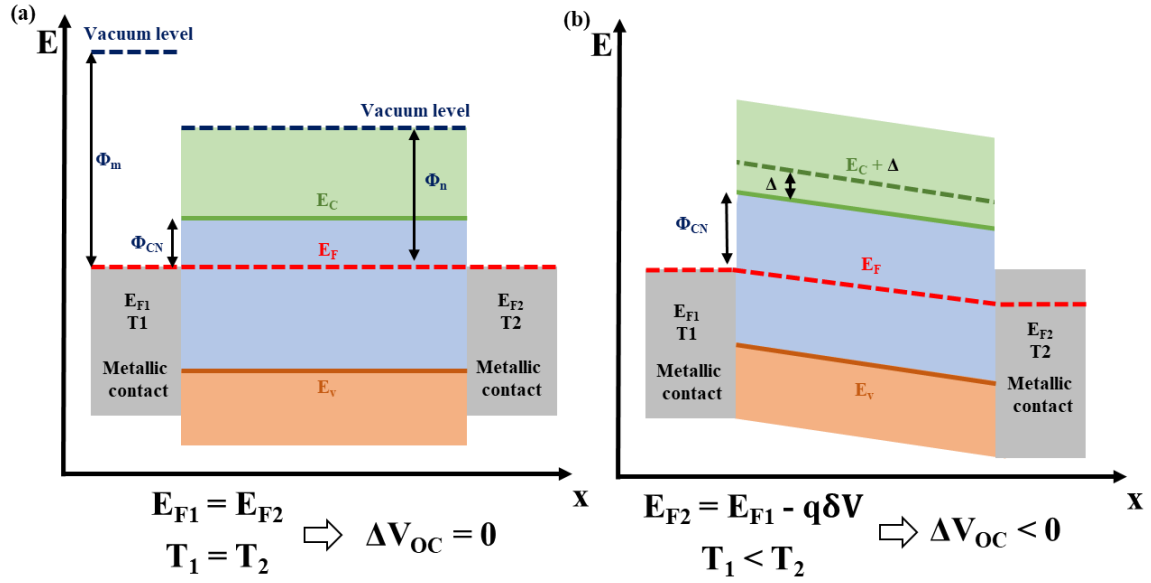 (a)
E
Vacuum level
Vacuum level
Φm
Φn
EC
ΦCN
EF
EF1
T1
Metallic
contact
EF2
T2
Metallic
contact
Ev
x
EF1 = EF2
T1 = T2
ΔVOC = 0
(b)
E
EC + Δ
Δ
ΦCN
EF
EF1
T1
Metallic
contact
EF2
T2
Metallic
contact
Ev
x
EF2 = EF1 - qδV
T1 < T2
ΔVOC < 0